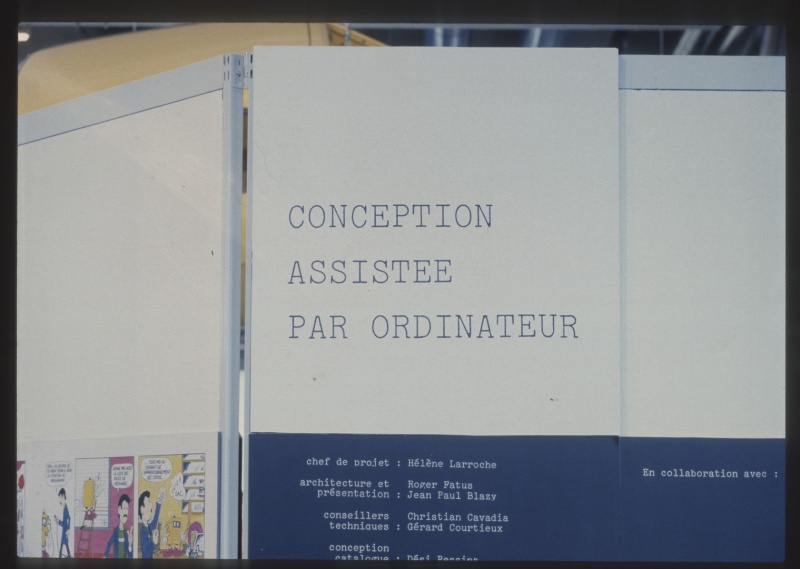 CONCEPTION
ASSISTEE
PAR ORDINATEUR
chef de projet : Hélène Larroche
architecture et Roger Fatus
présentation : Jean Paul Blazy
conseillers Christian Cavadia
techniques : Gérard Courtieux
conception
catalogue :
En collaboration avec :